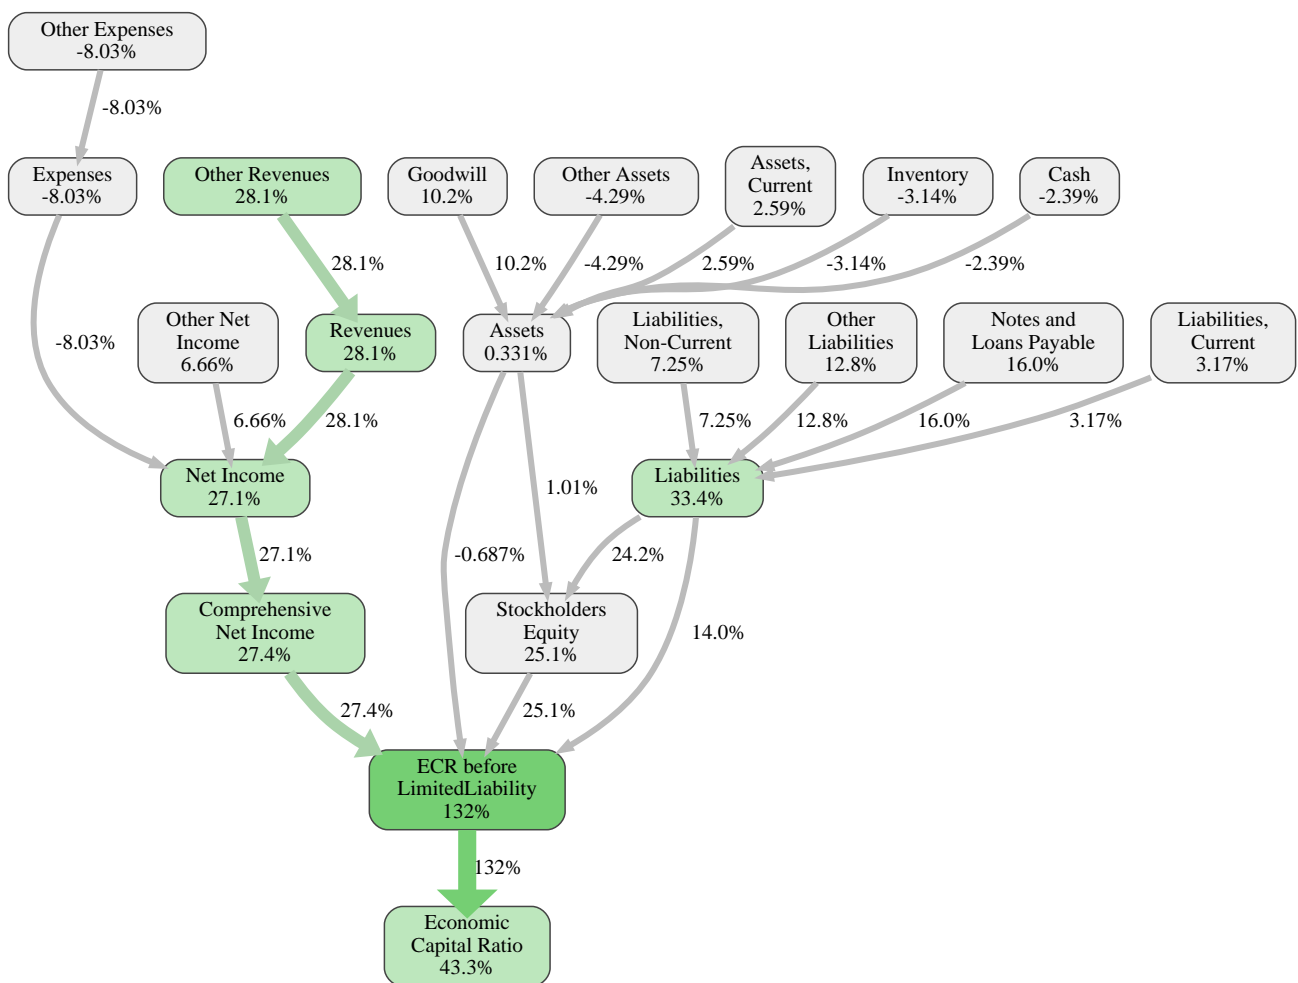 Other Expenses
-8.03%
-8.03%
Expenses
-8.03%
Other Revenues
28.1%
Goodwill
10.2%
Other Assets
-4.29%
Assets,
Current
2.59%
Inventory
-3.14%
Cash
-2.39%
28.1%
10.2%
-4.29%
2.59%
-3.14%
-2.39%
-8.03%
Other Net
Income
6.66%
Revenues
28.1%
Assets
0.331%
Liabilities,
Non-Current
7.25%
Other
Liabilities
12.8%
Notes and
Loans Payable
16.0%
Liabilities,
Current
3.17%
6.66%
28.1%
7.25%
12.8%
16.0%
3.17%
Net Income
27.1%
1.01%
Liabilities
33.4%
27.1%
-0.687%
24.2%
Comprehensive
Net Income
27.4%
Stockholders
Equity
25.1%
14.0%
27.4%
25.1%
ECR before
LimitedLiability
132%
132%
Economic
Capital Ratio
43.3%